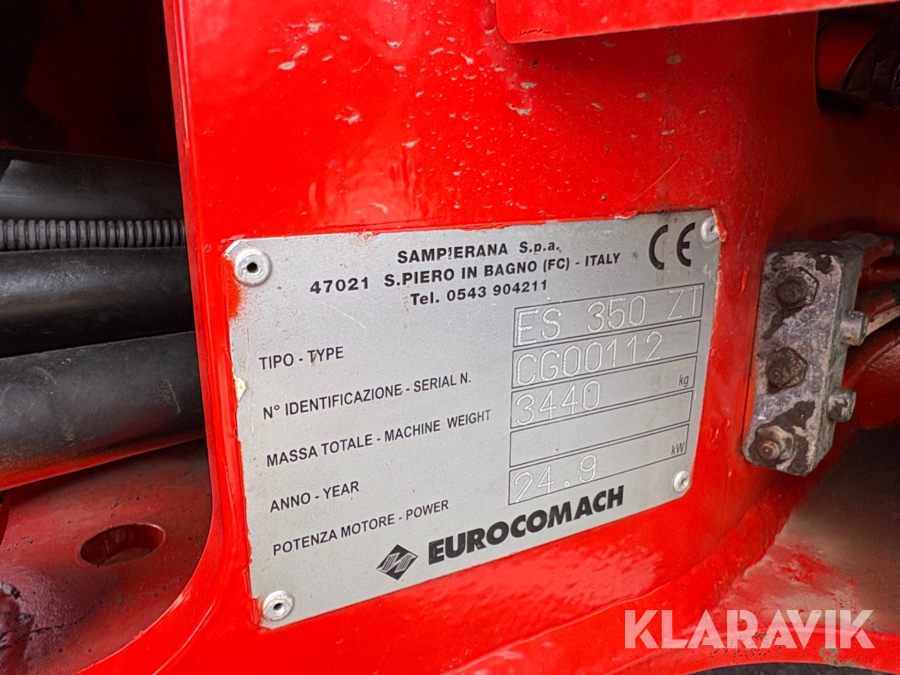 SAMPIERANA S.p.a.
47021 S.PIERO IN BAGNO (FC) - ITALY
Tel. 0543 904211
CE
TIPO - TYPE ES 350 ZT
N° IDENTIFICAZIONE - SERIAL N. CG00112
MASSA TOTALE - MACHINE WEIGHT 3440 kg
ANNO - YEAR
POTENZA MOTORE - POWER 24.9 kW
EUROCOMACH
KLARAVIK